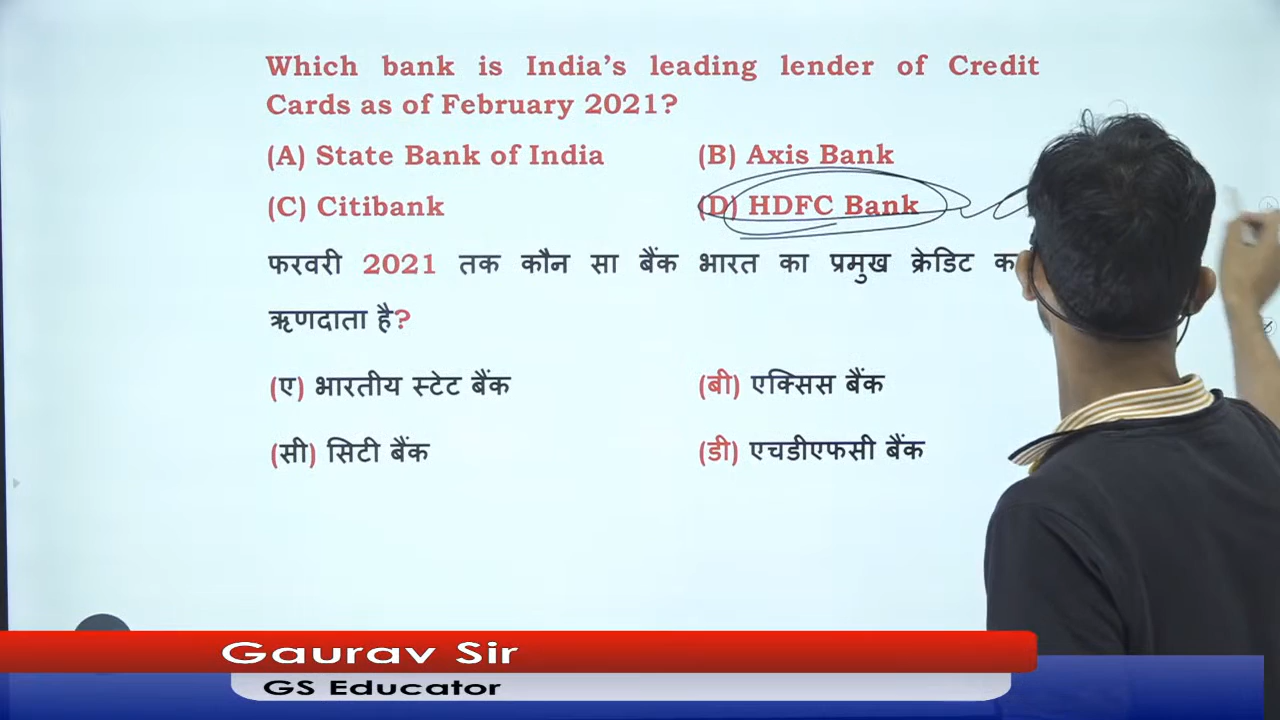 Which bank is India's leading lender of Credit
Cards as of February 2021?
(A) State Bank of India (B) Axis Bank
(C) Citibank (D) HDFC Bank
फरवरी 2021 तक कौन सा बैंक भारत का प्रमुख क्रेडिट
ऋणदाता है?
(ए) भारतीय स्टेट बैंक (बी) एक्सिस बैंक
(सी) सिटी बैंक (डी) एचडीएफसी बैंक
Gaurav Sir
GS Educator